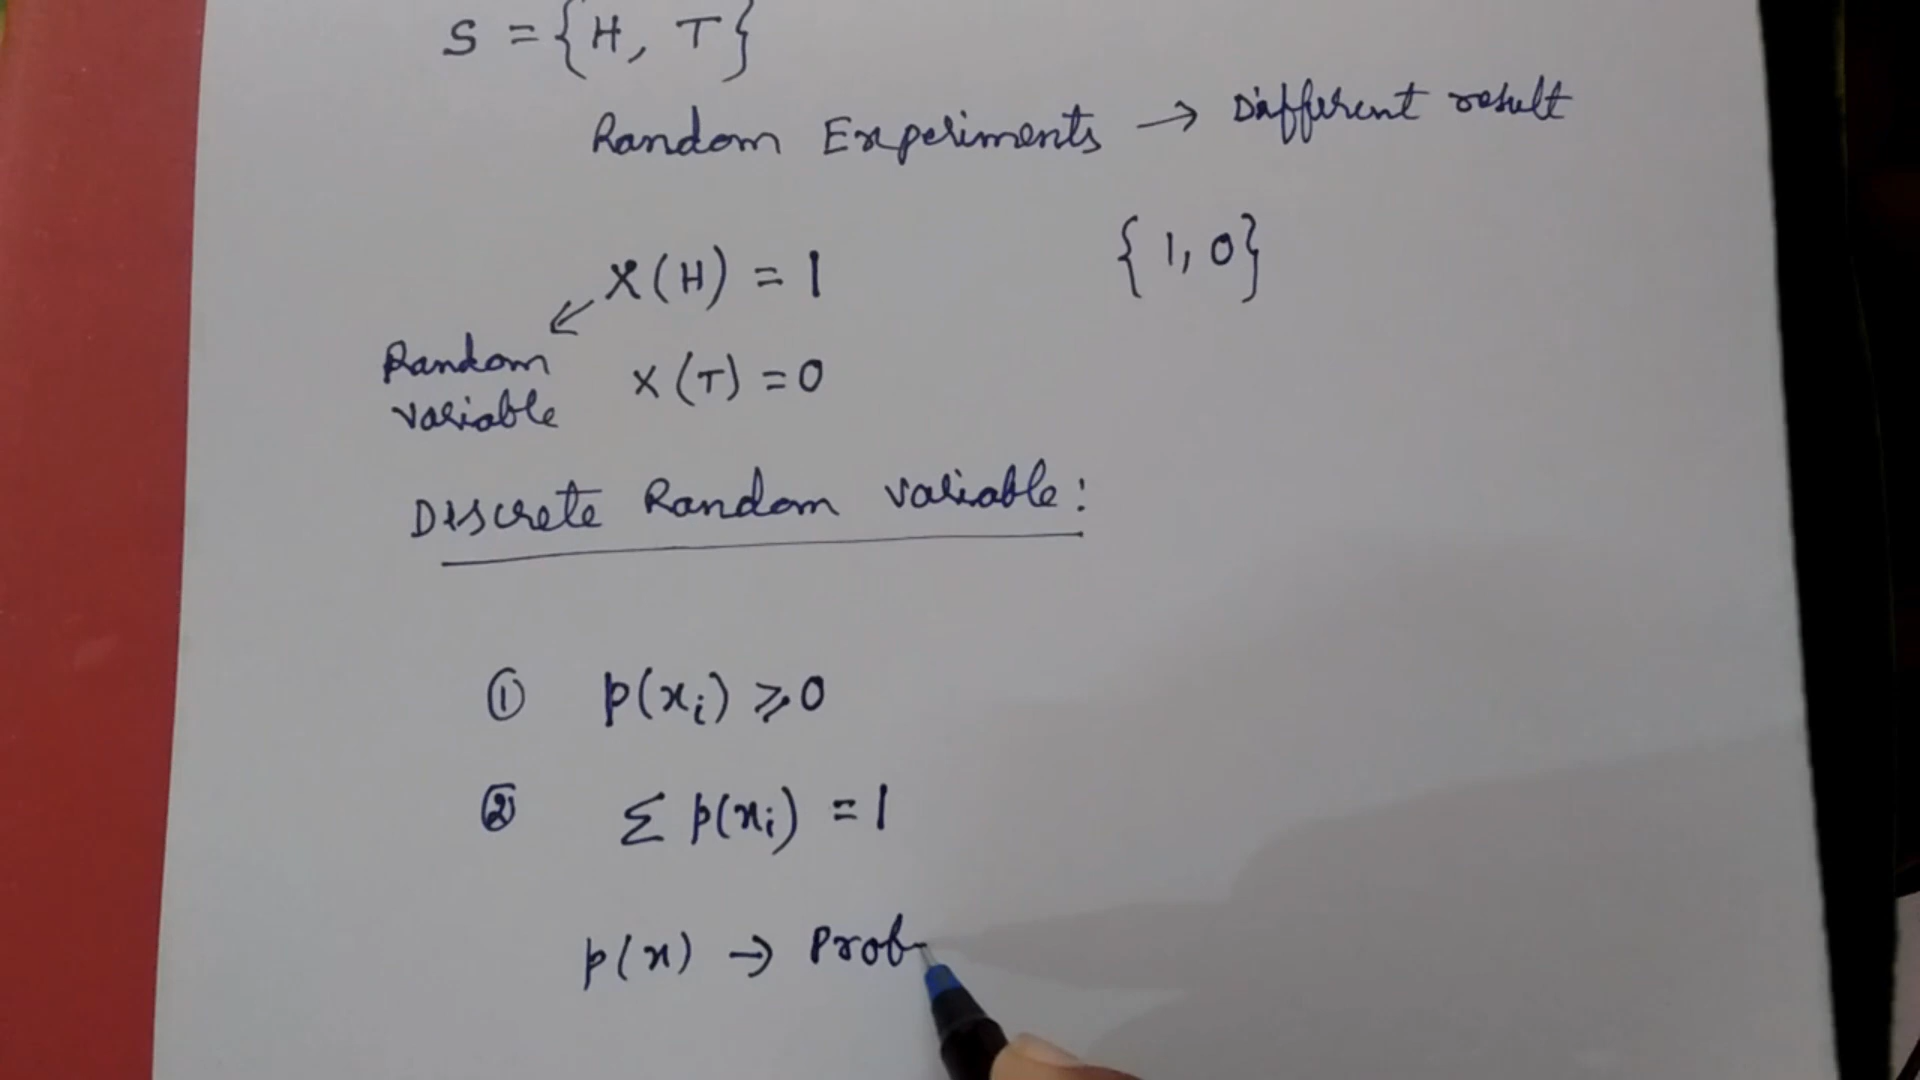 S = {H, T}
Random Experiments → Different result
X(H) = 1 {1, 0}
Random variable
X(T) = 0
Discrete Random variable:
① p(xi) ≥ 0
② Σ p(xi) = 1
p(x) → Prob